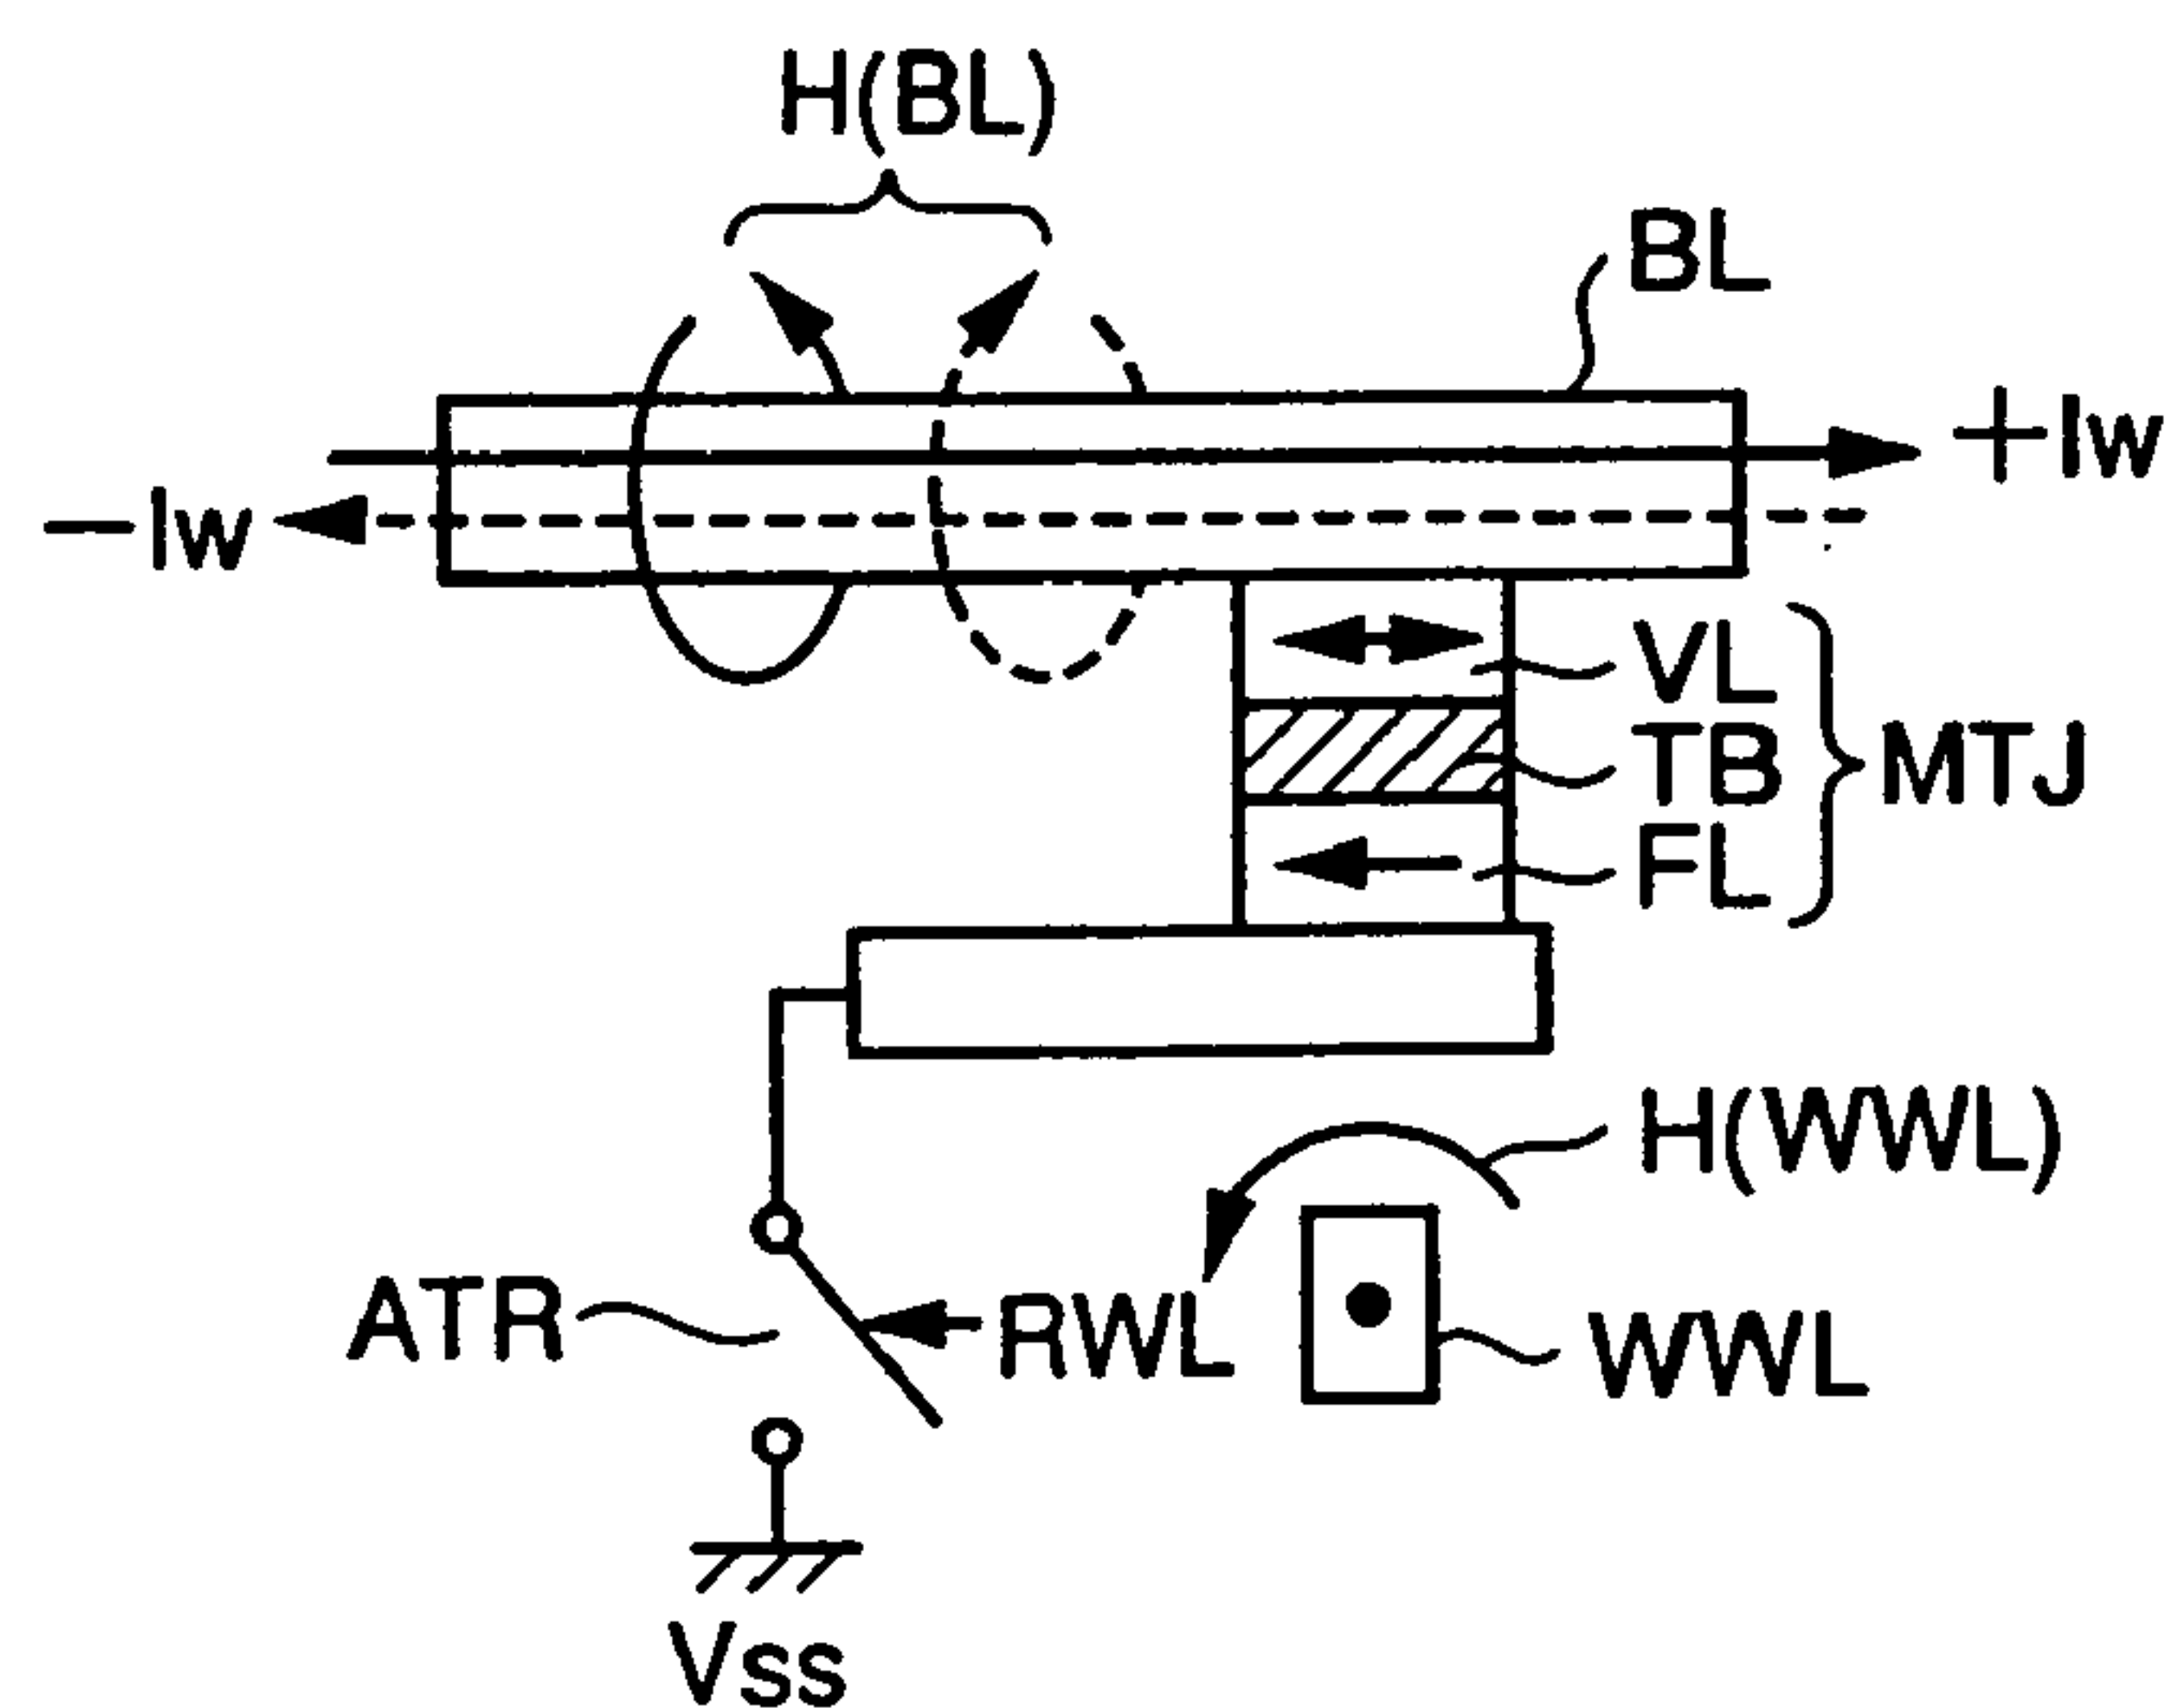 H(BL)
BL
+Iw
−Iw
VL
TB
MTJ
FL
H(WWL)
ATR
RWL
WWL
Vss